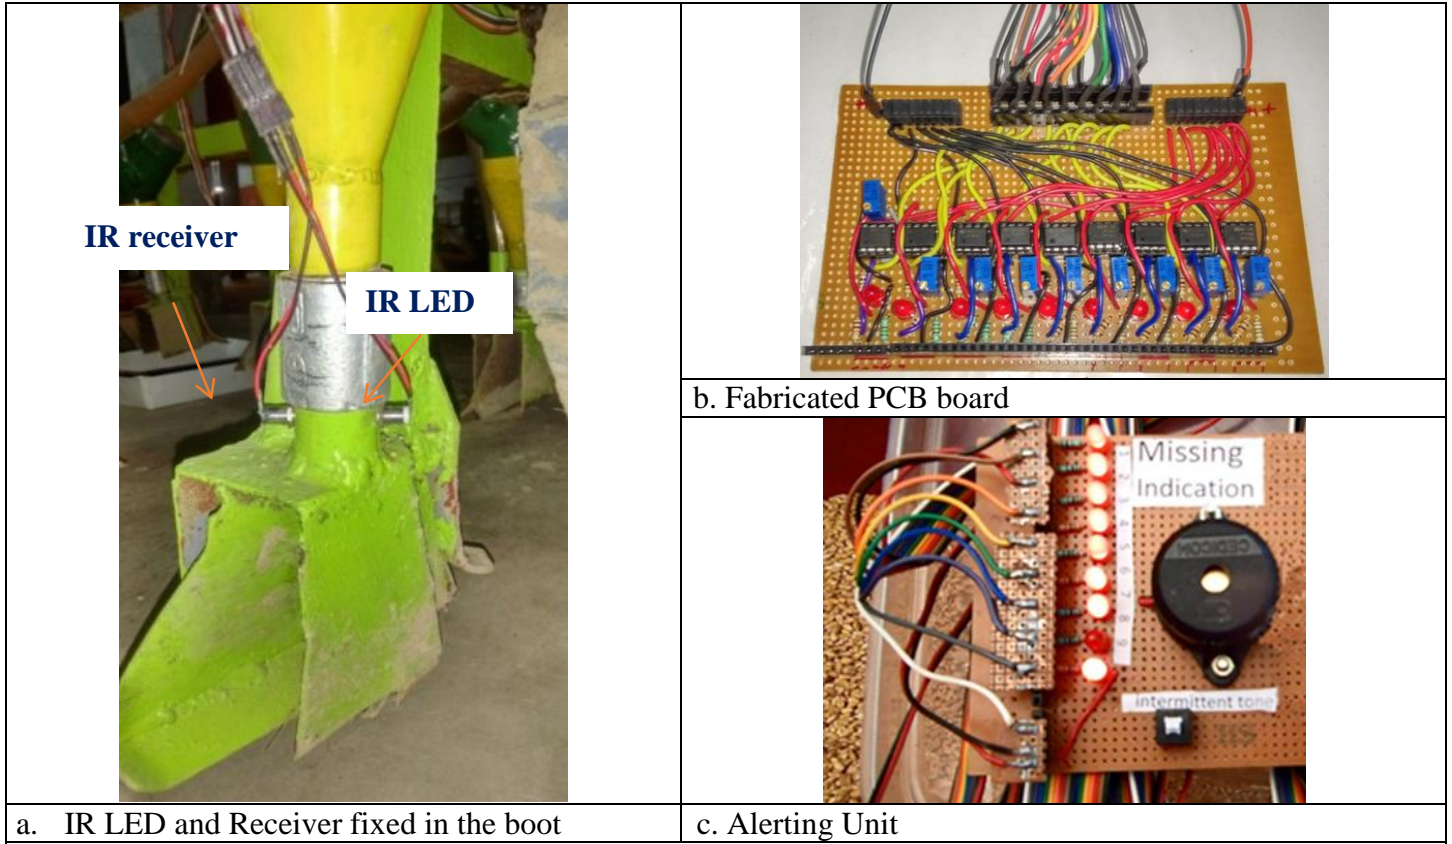 IR receiver
IR LED
a. IR LED and Receiver fixed in the boot
b. Fabricated PCB board
Missing
Indication
1
2
3
4
5
6
7
8
9
CEDICOM
intermittent tone
c. Alerting Unit